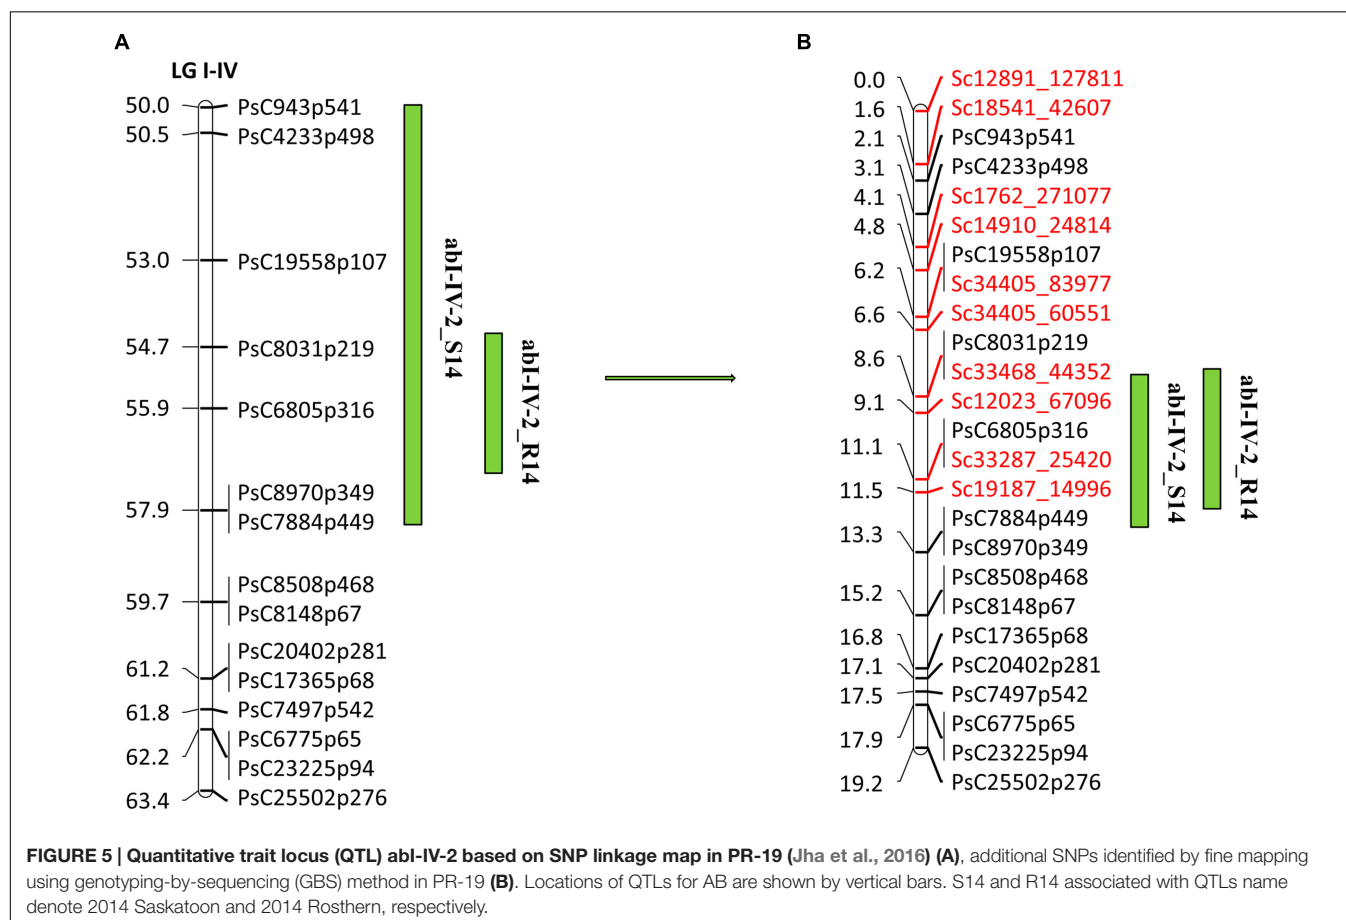 A
LG I-IV
50.0
50.5
53.0
54.7
55.9
57.9
59.7
61.2
61.8
62.2
63.4
PsC943p541
PsC4233p498
PsC19558p107
PsC8031p219
PsC6805p316
PsC8970p349
PsC7884p449
PsC8508p468
PsC8148p67
PsC20402p281
PsC17365p68
PsC7497p542
PsC6775p65
PsC23225p94
PsC25502p276
abI-IV-2_S14
abI-IV-2_R14
B
0.0
1.6
2.1
3.1
4.1
4.8
6.2
6.6
8.6
9.1
11.1
11.5
13.3
15.2
16.8
17.1
17.5
17.9
19.2
Sc12891_127811
Sc18541_42607
PsC943p541
PsC4233p498
Sc1762_271077
Sc14910_24814
PsC19558p107
Sc34405_83977
Sc34405_60551
PsC8031p219
Sc33468_44352
Sc12023_67096
PsC6805p316
Sc33287_25420
Sc19187_14996
PsC7884p449
PsC8970p349
PsC8508p468
PsC8148p67
PsC17365p68
PsC20402p281
PsC7497p542
PsC6775p65
PsC23225p94
PsC25502p276
abI-IV-2_S14
abI-IV-2_R14
FIGURE 5 | Quantitative trait locus (QTL) abI-IV-2 based on SNP linkage map in PR-19 (Jha et al., 2016) (A), additional SNPs identified by fine mapping
using genotyping-by-sequencing (GBS) method in PR-19 (B). Locations of QTLs for AB are shown by vertical bars. S14 and R14 associated with QTLs name
denote 2014 Saskatoon and 2014 Rosthern, respectively.